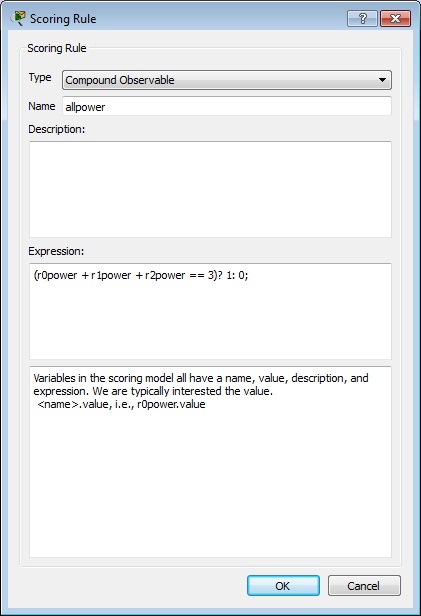 Scoring Rule
Scoring Rule
Type Compound Observable
Name allpower
Description:
Expression:
(r0power + r1power + r2power == 3)? 1: 0;
Variables in the scoring model all have a name, value, description, and
expression. We are typically interested the value.
<name>.value, i.e., r0power.value
OK Cancel